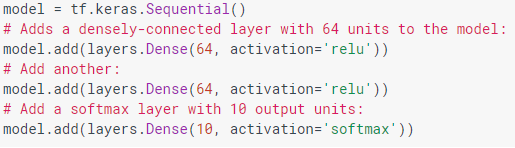 model = tf.keras.Sequential()
# Adds a densely-connected layer with 64 units to the model:
model.add(layers.Dense(64, activation='relu'))
# Add another:
model.add(layers.Dense(64, activation='relu'))
# Add a softmax layer with 10 output units:
model.add(layers.Dense(10, activation='softmax'))